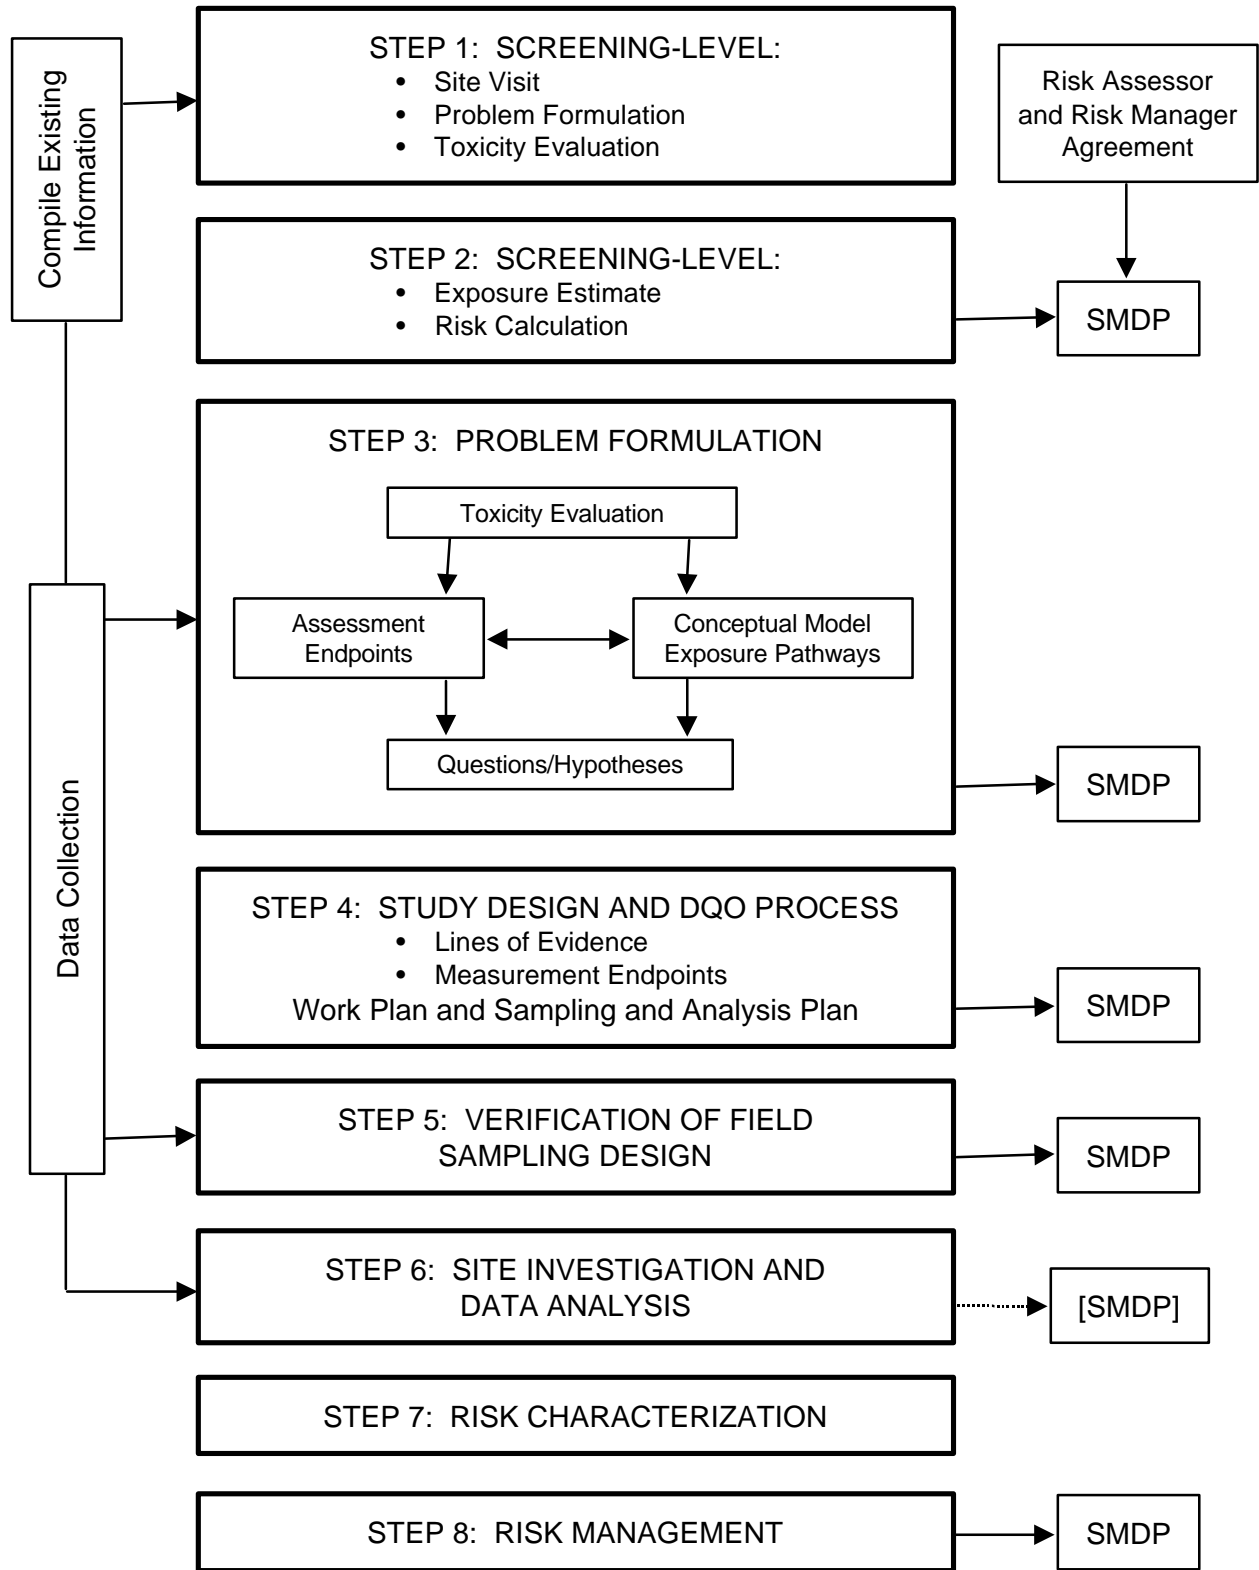 Compile Existing
Information
STEP 1:  SCREENING-LEVEL:
• Site Visit
• Problem Formulation
• Toxicity Evaluation
Risk Assessor
and Risk Manager
Agreement
STEP 2:  SCREENING-LEVEL:
• Exposure Estimate
• Risk Calculation
SMDP
Data Collection
STEP 3:  PROBLEM FORMULATION
Toxicity Evaluation
Assessment
Endpoints
Conceptual Model
Exposure Pathways
Questions/Hypotheses
SMDP
STEP 4:  STUDY DESIGN AND DQO PROCESS
• Lines of Evidence
• Measurement Endpoints
Work Plan and Sampling and Analysis Plan
SMDP
STEP 5:  VERIFICATION OF FIELD
SAMPLING DESIGN
SMDP
STEP 6:  SITE INVESTIGATION AND
DATA ANALYSIS
[SMDP]
STEP 7:  RISK CHARACTERIZATION
STEP 8:  RISK MANAGEMENT
SMDP